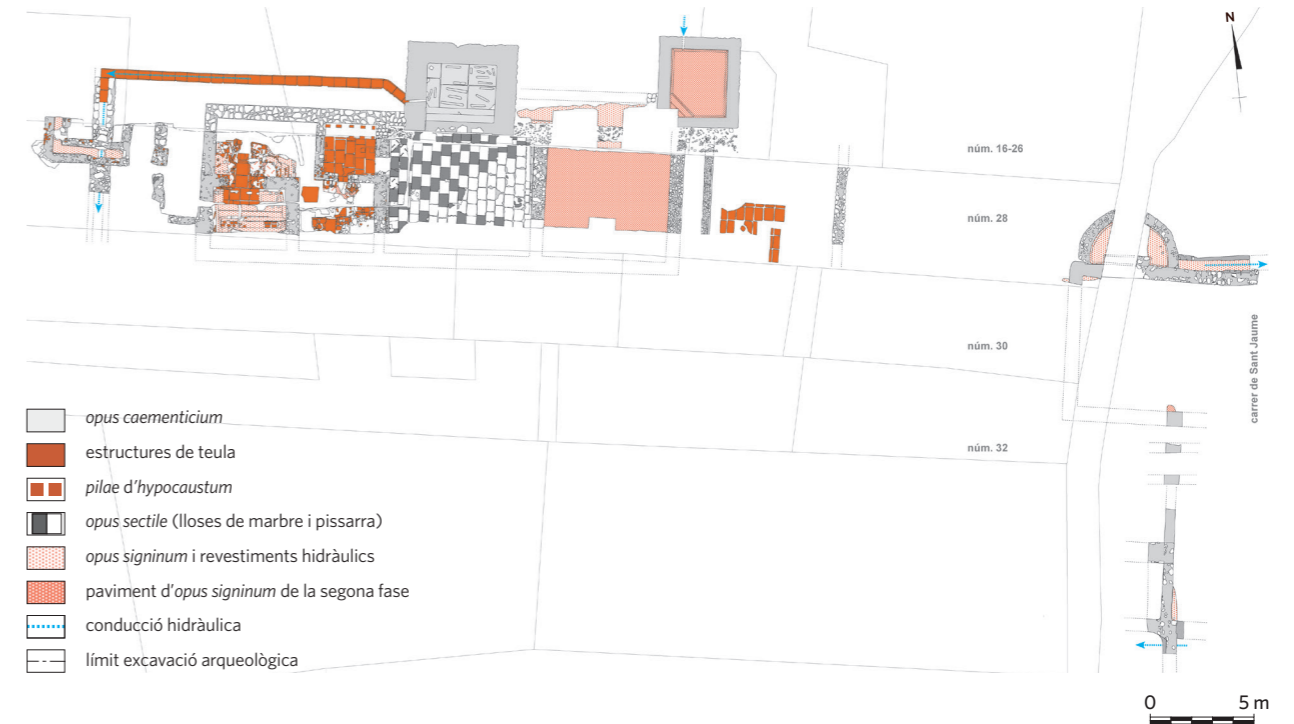 N
núm. 16-26
núm. 28
núm. 30
carrer de Sant Jaume
núm. 32
opus caementicium
estructures de teula
pilae d'hypocaustum
opus sectile (lloses de marbre i pissarra)
opus signinum i revestiments hidràulics
paviment d'opus signinum de la segona fase
conducció hidràulica
límit excavació arqueològica
0 5 m